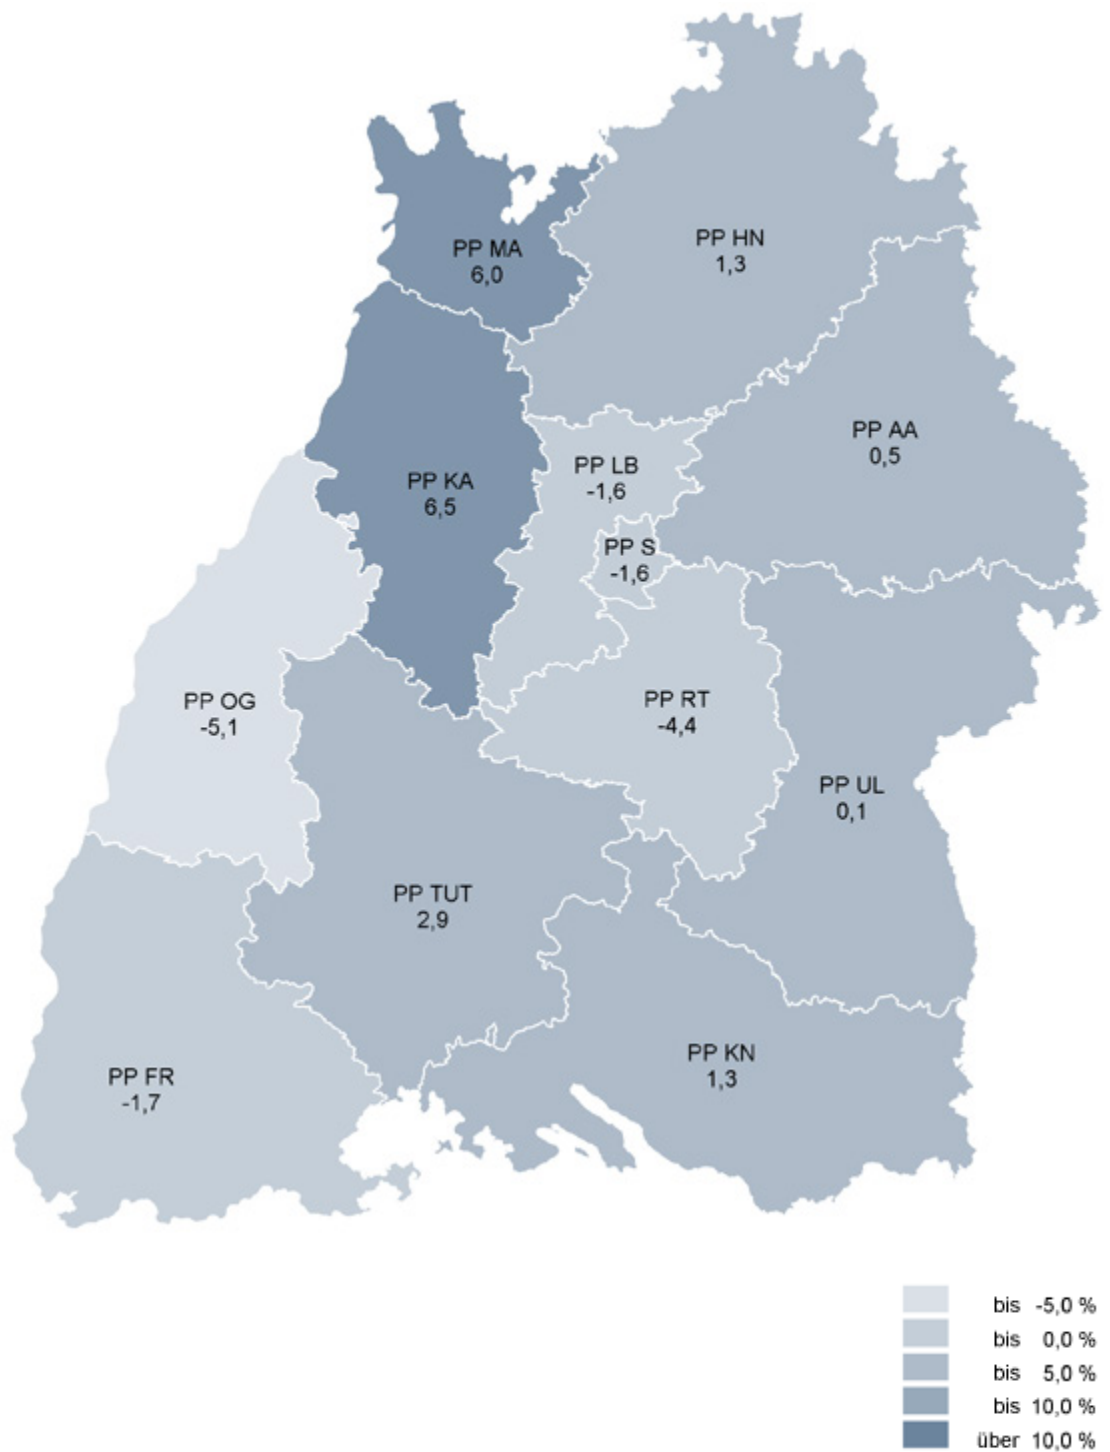 PP MA
6,0
PP HN
1,3
PP AA
0,5
PP LB
-1,6
PP KA
6,5
PP S
-1,6
PP OG
-5,1
PP RT
-4,4
PP UL
0,1
PP TUT
2,9
PP KN
1,3
PP FR
-1,7
bis -5,0 %
bis 0,0 %
bis 5,0 %
bis 10,0 %
über 10,0 %